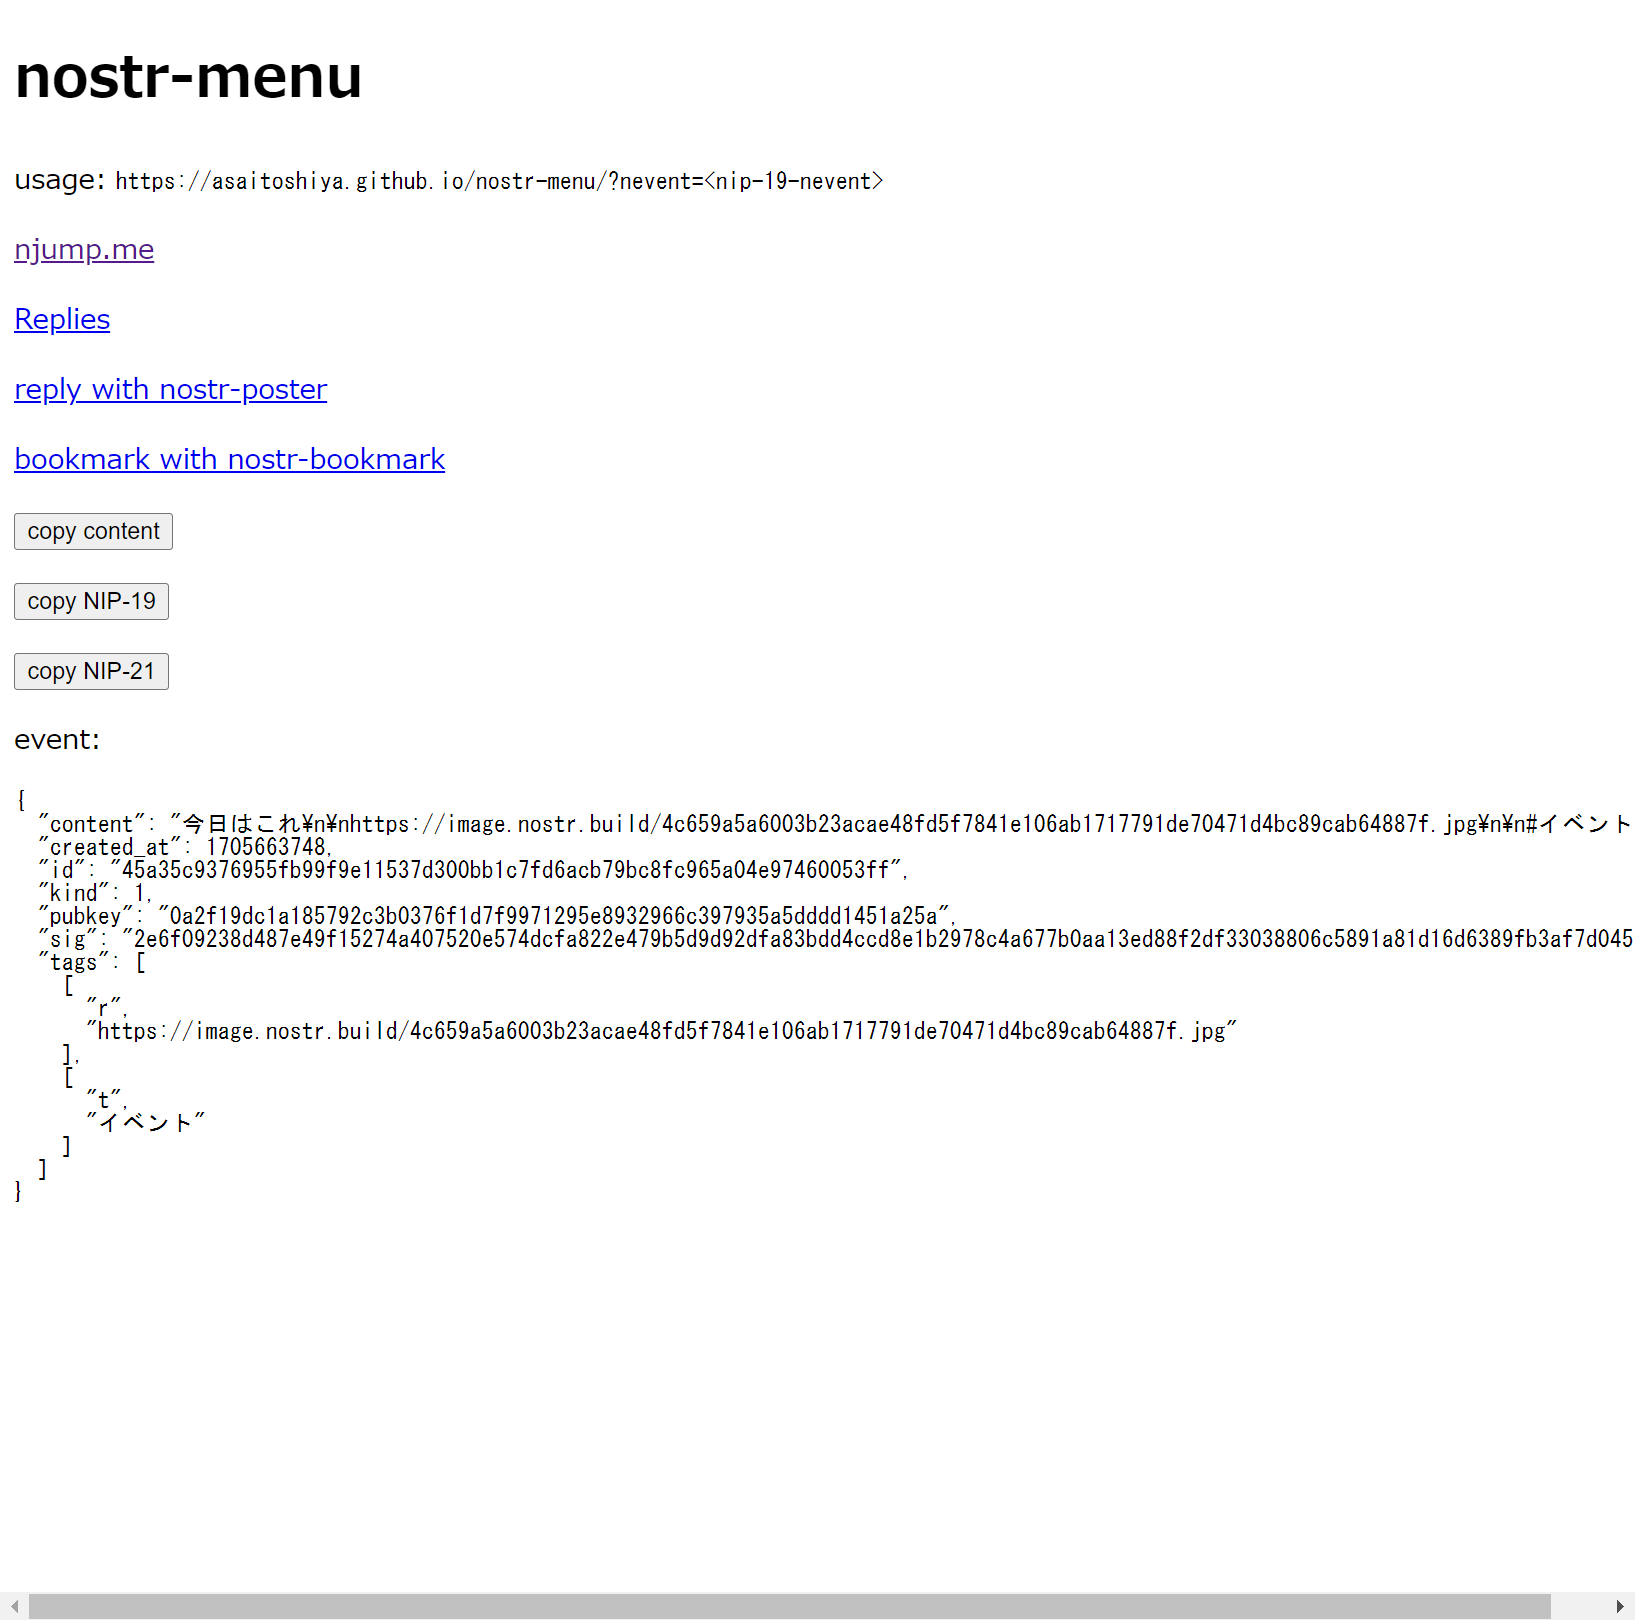 nostr-menu
usage: https://asaitoshiya.github.io/nostr-menu/?nevent=<nip-19-nevent>
njump.me
Replies
reply with nostr-poster
bookmark with nostr-bookmark
copy content
copy NIP-19
copy NIP-21
event:
{
  "content": "今日はこれ¥n¥nhttps://image.nostr.build/4c659a5a6003b23acae48fd5f7841e106ab1717791de70471d4bc89cab64887f.jpg¥n¥n#イベント
  "created_at": 1705663748,
  "id": "45a35c9376955fb99f9e11537d300bb1c7fd6acb79bc8fc965a04e97460053ff",
  "kind": 1,
  "pubkey": "0a2f19dc1a185792c3b0376f1d7f9971295e8932966c397935a5dddd1451a25a",
  "sig": "2e6f09238d487e49f15274a407520e574dcfa822e479b5d9d92dfa83bdd4ccd8e1b2978c4a677b0aa13ed88f2df33038806c5891a81d16d6389fb3af7d045
  "tags": [
    [
      "r",
      "https://image.nostr.build/4c659a5a6003b23acae48fd5f7841e106ab1717791de70471d4bc89cab64887f.jpg"
    ],
    [
      "t",
      "イベント"
    ]
  ]
}